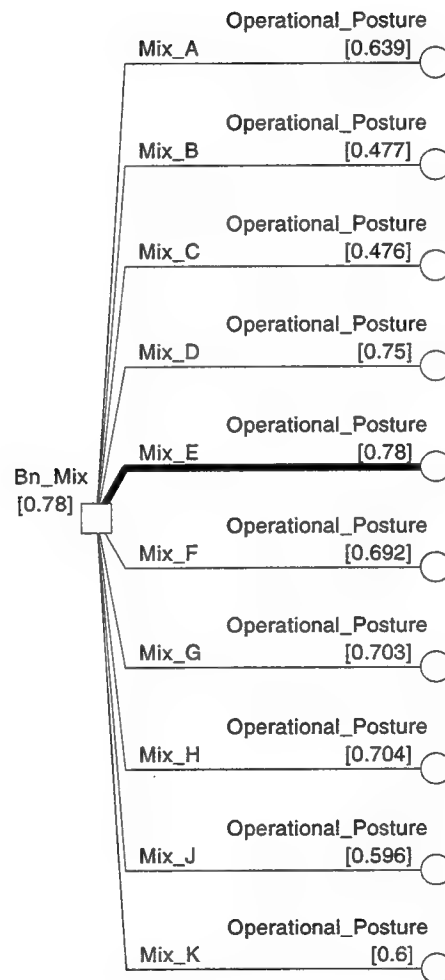 Operational_Posture
Mix_A [0.639]
Operational_Posture
Mix_B [0.477]
Operational_Posture
Mix_C [0.476]
Operational_Posture
Mix_D [0.75]
Operational_Posture
Mix_E [0.78]
Bn_Mix
[0.78]
Operational_Posture
Mix_F [0.692]
Operational_Posture
Mix_G [0.703]
Operational_Posture
Mix_H [0.704]
Operational_Posture
Mix_J [0.596]
Operational_Posture
Mix_K [0.6]